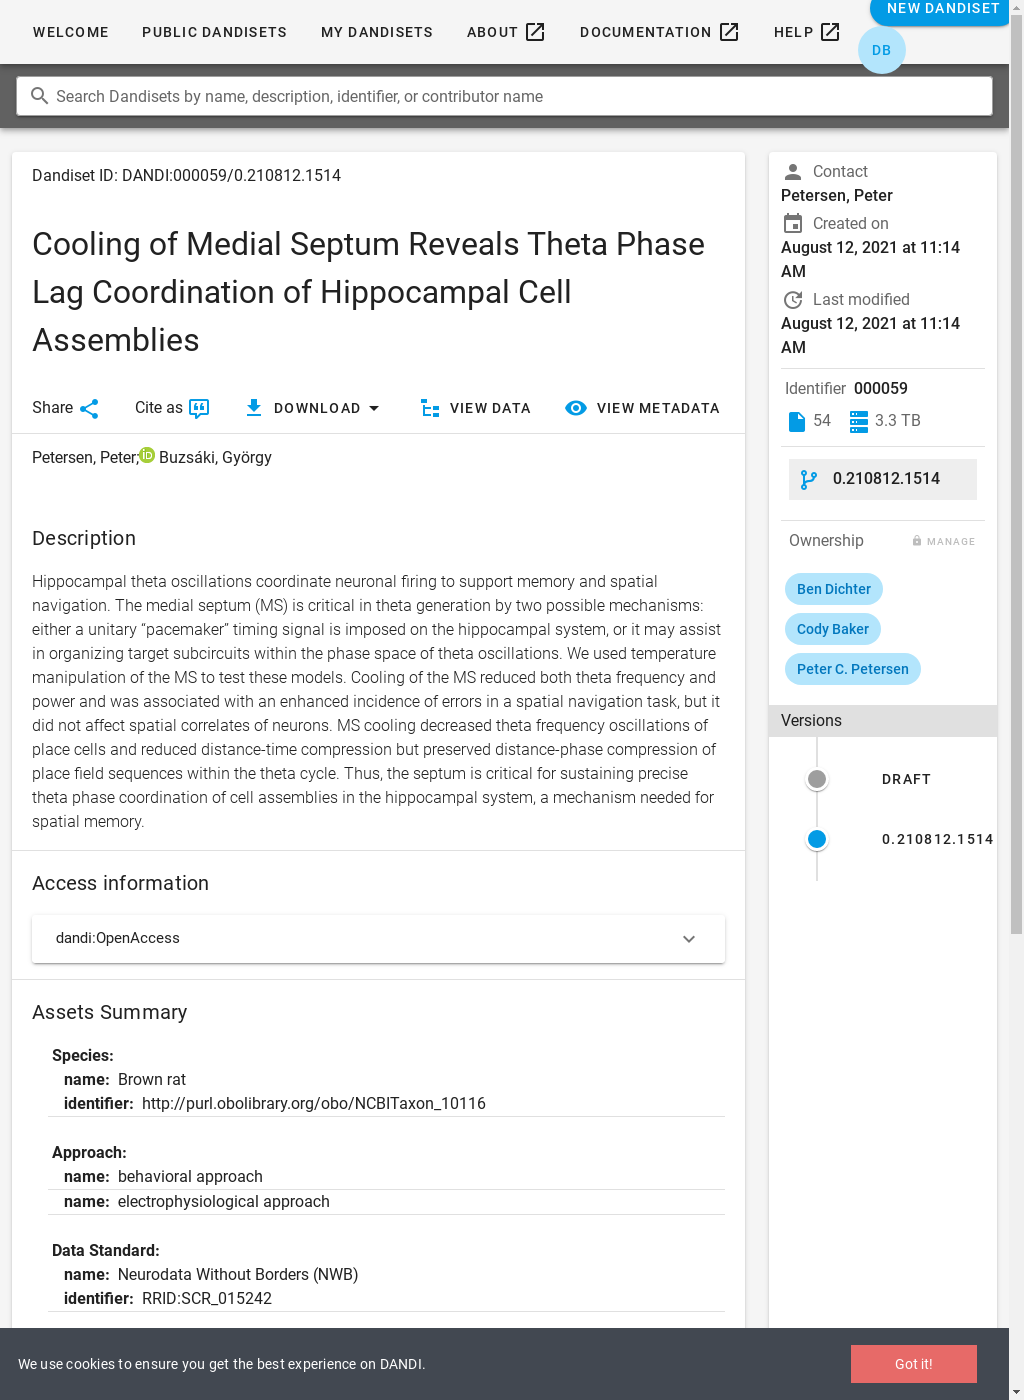 WELCOME
PUBLIC DANDISETS
MY DANDISETS
ABOUT
DOCUMENTATION
HELP
NEW DANDISET
DB
Search Dandisets by name, description, identifier, or contributor name
Dandiset ID: DANDI:000059/0.210812.1514
Cooling of Medial Septum Reveals Theta Phase
Lag Coordination of Hippocampal Cell
Assemblies
Share
Cite as
DOWNLOAD
VIEW DATA
VIEW METADATA
Petersen, Peter; iD Buzsáki, György
Description
Hippocampal theta oscillations coordinate neuronal firing to support memory and spatial
navigation. The medial septum (MS) is critical in theta generation by two possible mechanisms:
either a unitary “pacemaker” timing signal is imposed on the hippocampal system, or it may assist
in organizing target subcircuits within the phase space of theta oscillations. We used temperature
manipulation of the MS to test these models. Cooling of the MS reduced both theta frequency and
power and was associated with an enhanced incidence of errors in a spatial navigation task, but it
did not affect spatial correlates of neurons. MS cooling decreased theta frequency oscillations of
place cells and reduced distance-time compression but preserved distance-phase compression of
place field sequences within the theta cycle. Thus, the septum is critical for sustaining precise
theta phase coordination of cell assemblies in the hippocampal system, a mechanism needed for
spatial memory.
Access information
dandi:OpenAccess
Assets Summary
Species:
name: Brown rat
identifier: http://purl.obolibrary.org/obo/NCBITaxon_10116
Approach:
name: behavioral approach
name: electrophysiological approach
Data Standard:
name: Neurodata Without Borders (NWB)
identifier: RRID:SCR_015242
Contact
Petersen, Peter
Created on
August 12, 2021 at 11:14
AM
Last modified
August 12, 2021 at 11:14
AM
Identifier 000059
54
3.3 TB
0.210812.1514
Ownership
MANAGE
Ben Dichter
Cody Baker
Peter C. Petersen
Versions
DRAFT
0.210812.1514
We use cookies to ensure you get the best experience on DANDI.
Got it!